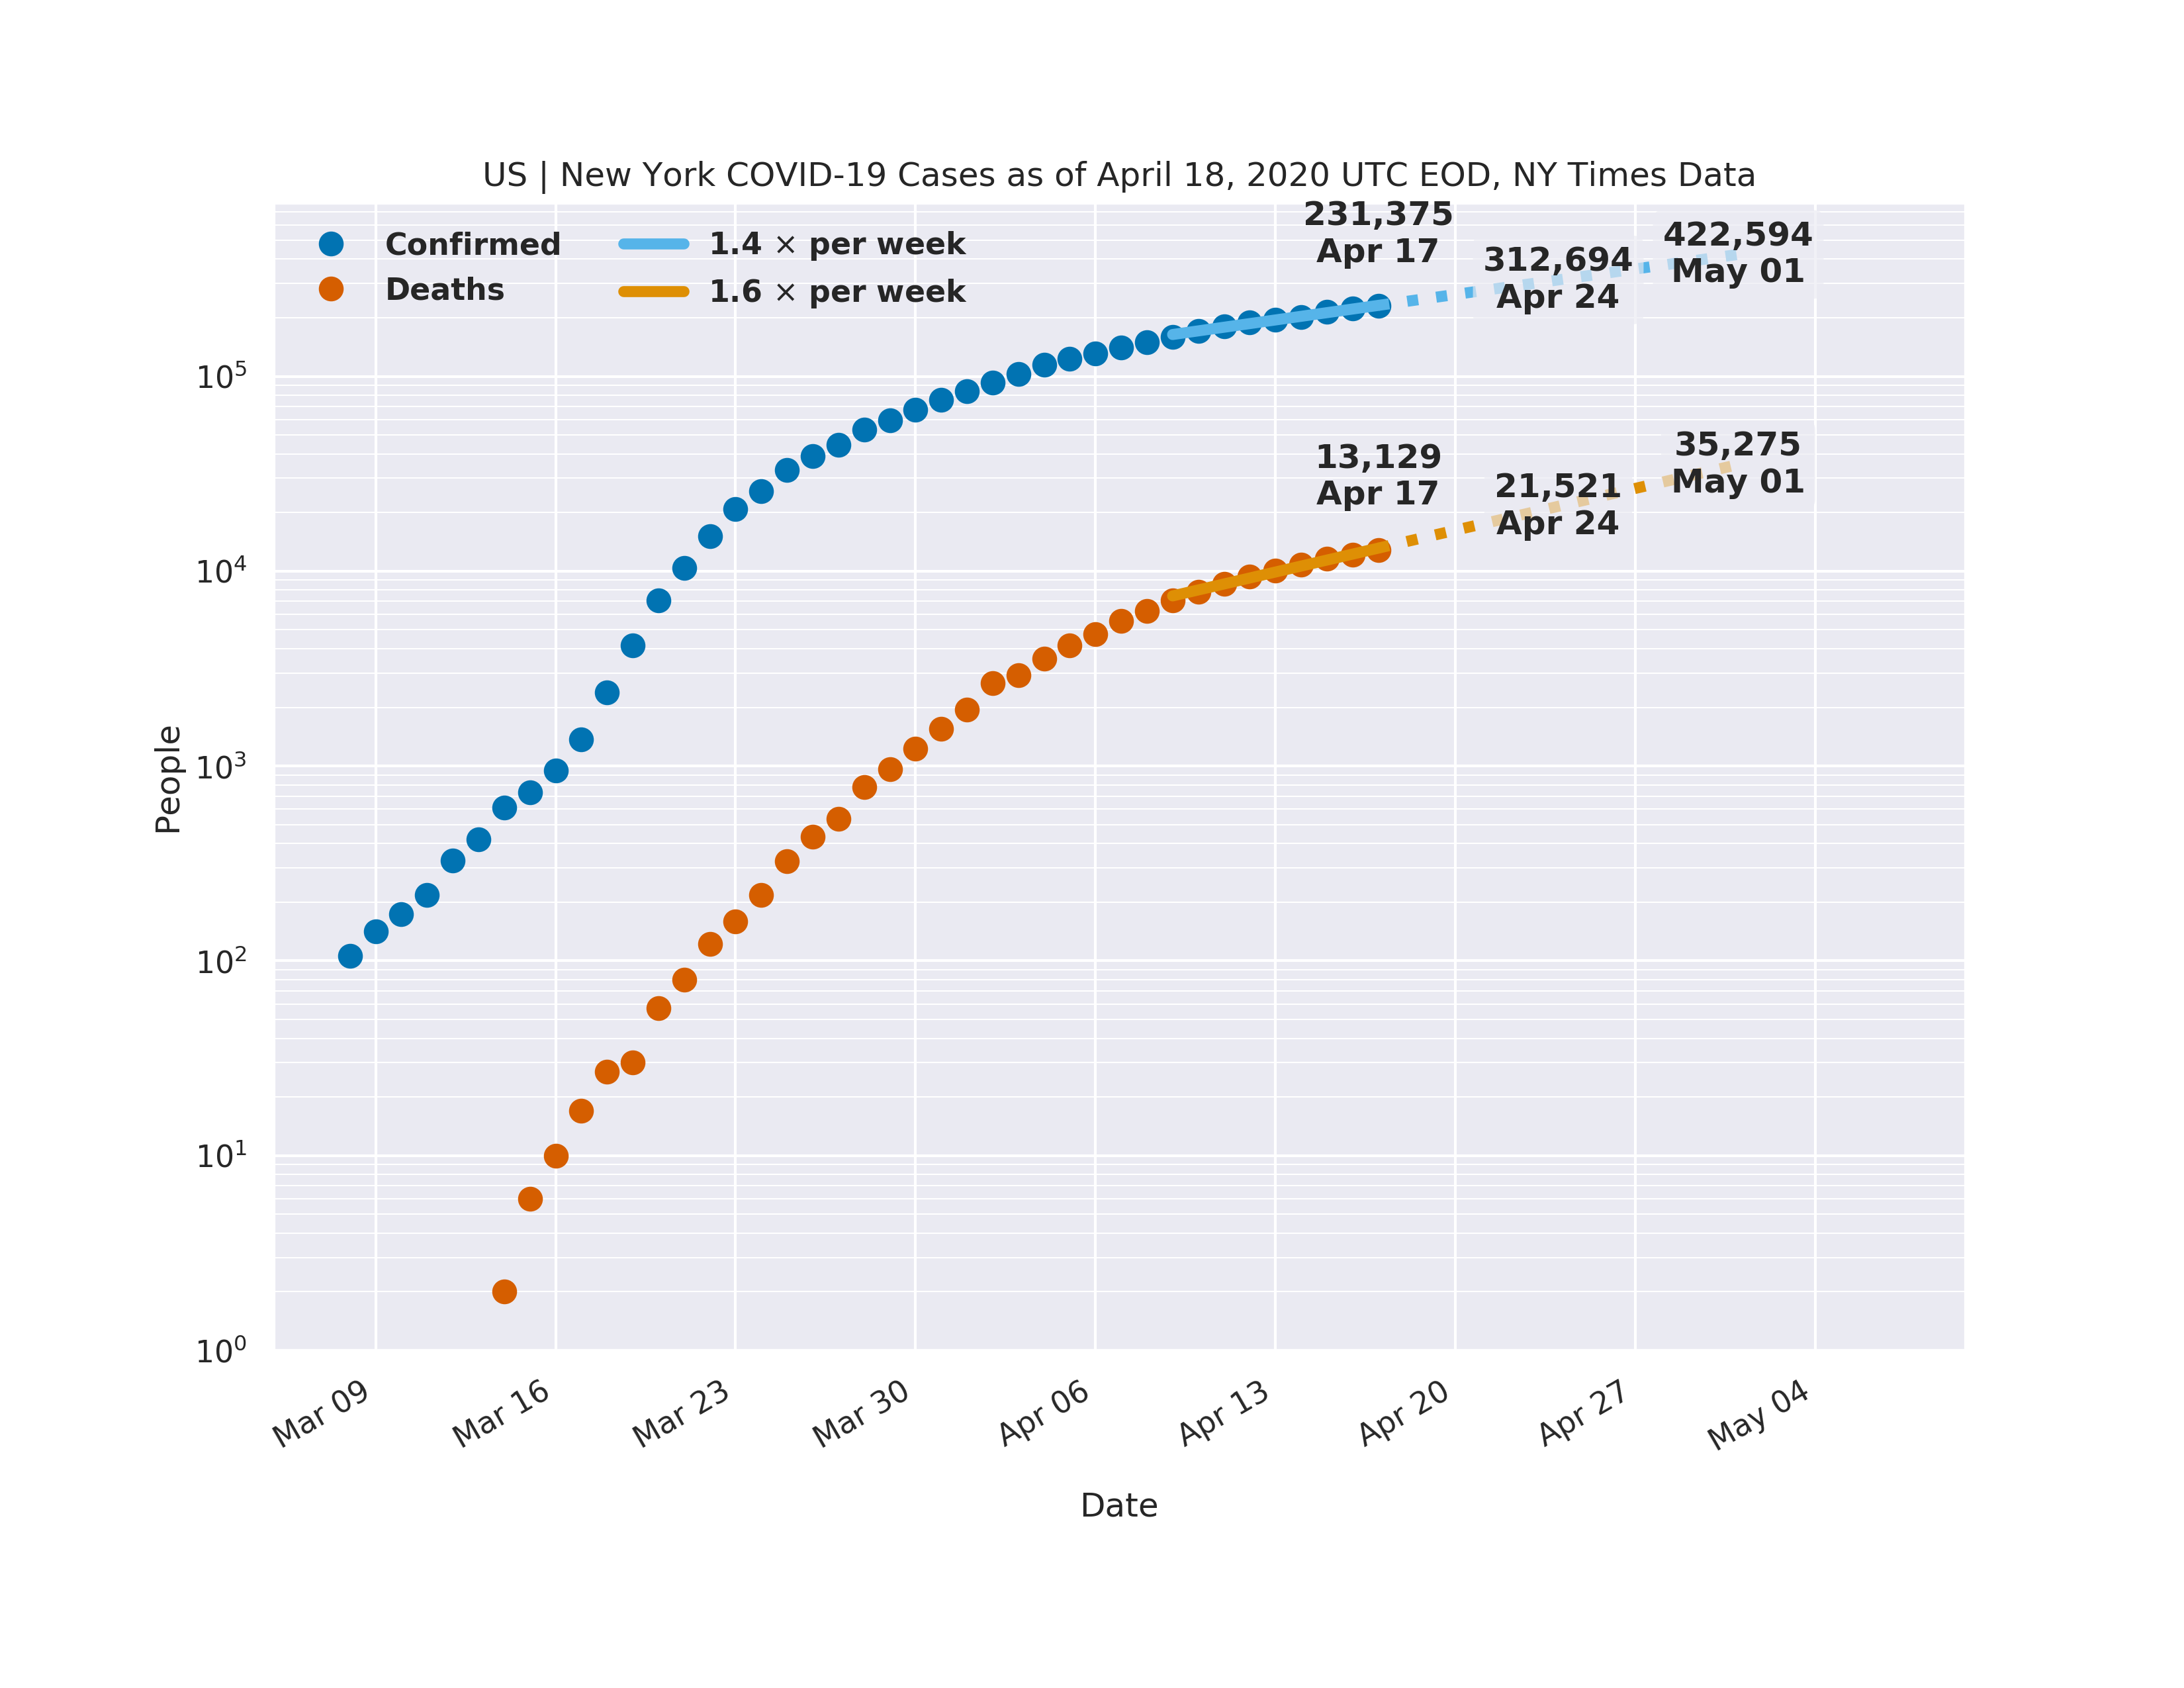 US | New York COVID-19 Cases as of April 18, 2020 UTC EOD, NY Times Data
Confirmed
Deaths
1.4 × per week
1.6 × per week
231,375
Apr 17
312,694
Apr 24
422,594
May 01
13,129
Apr 17
21,521
Apr 24
35,275
May 01
People
10⁵
10⁴
10³
10²
10¹
10⁰
Mar 09
Mar 16
Mar 23
Mar 30
Apr 06
Apr 13
Apr 20
Apr 27
May 04
Date